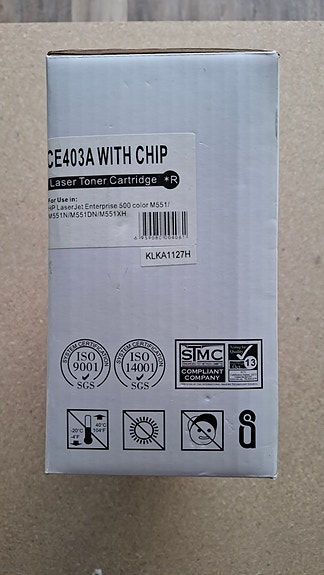 CE403A WITH CHIP
Laser Toner Cartridge *R
For Use in:
HP LaserJet Enterprise 500 color M551/
M551N/M551DN/M551XH
KLKA1127H
SYSTEM CERTIFICATION
ISO
9001
SGS
SYSTEM CERTIFICATION
ISO
14001
SGS
STMC
COMPLIANT
COMPANY
13
-20°C
-4°F
40°C
104°F